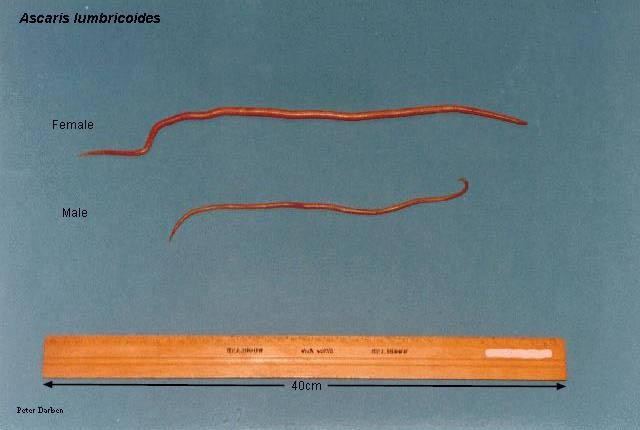 Ascaris lumbricoides
Female
Male
40cm
Peter Darben